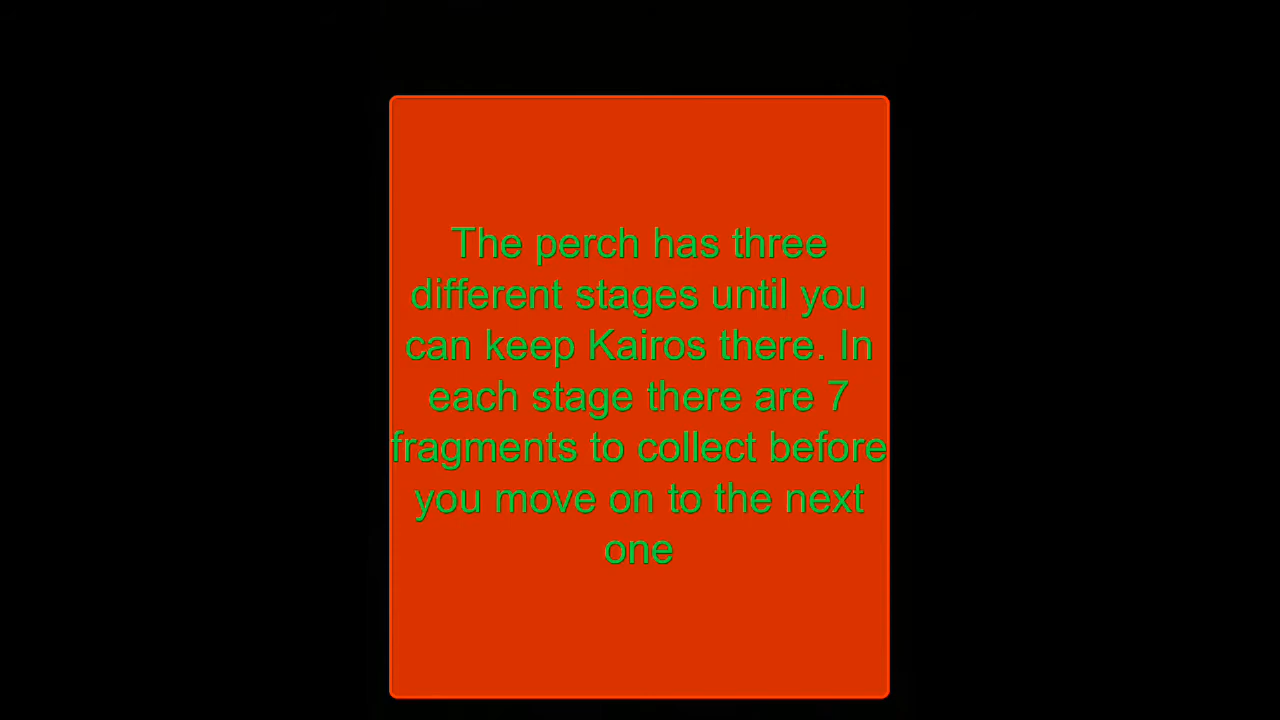 The perch has three
different stages until you
can keep Kairos there. In
each stage there are 7
fragments to collect before
you move on to the next
one